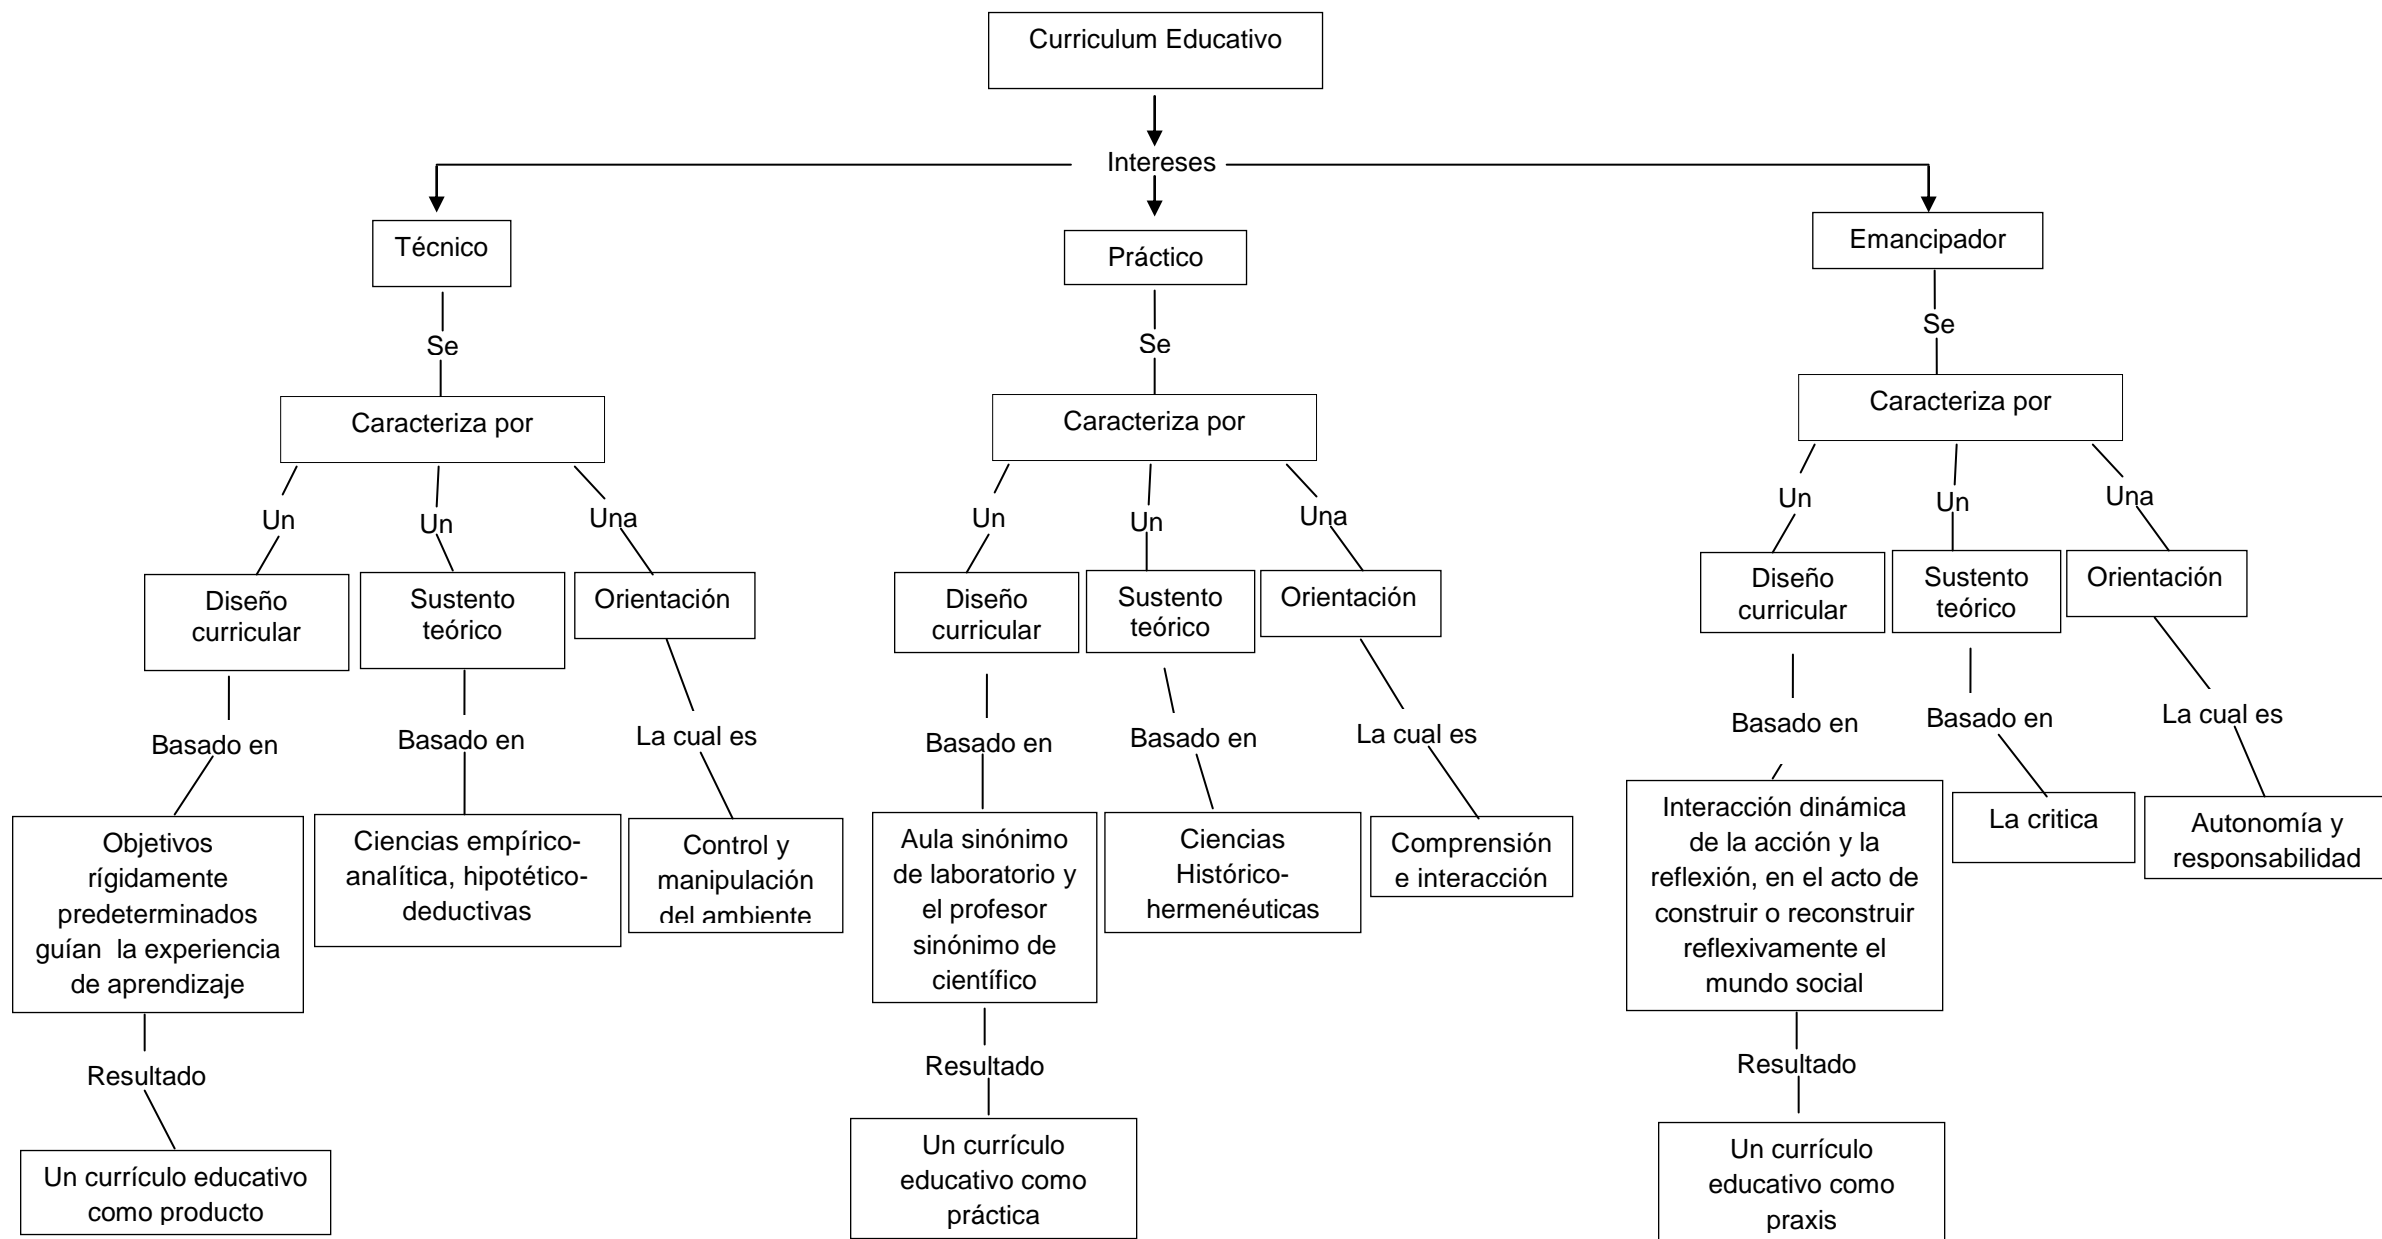 Curriculum Educativo
Intereses
Técnico
Práctico
Emancipador
Se
Se
Se
Caracteriza por
Caracteriza por
Caracteriza por
Un
Un
Una
Un
Un
Una
Un
Un
Una
Diseño
curricular
Sustento
teórico
Orientación
Diseño
curricular
Sustento
teórico
Orientación
Diseño
curricular
Sustento
teórico
Orientación
Basado en
Basado en
La cual es
Basado en
Basado en
La cual es
Basado en
Basado en
La cual es
Objetivos
rígidamente
predeterminados
guían  la experiencia
de aprendizaje
Ciencias empírico-
analítica, hipotético-
deductivas
Control y
manipulación
del ambiente
Aula sinónimo
de laboratorio y
el profesor
sinónimo de
científico
Ciencias
Histórico-
hermenéuticas
Comprensión
e interacción
Interacción dinámica
de la acción y la
reflexión, en el acto de
construir o reconstruir
reflexivamente el
mundo social
La critica
Autonomía y
responsabilidad
Resultado
Resultado
Resultado
Un currículo educativo
como producto
Un currículo
educativo como
práctica
Un currículo
educativo como
praxis